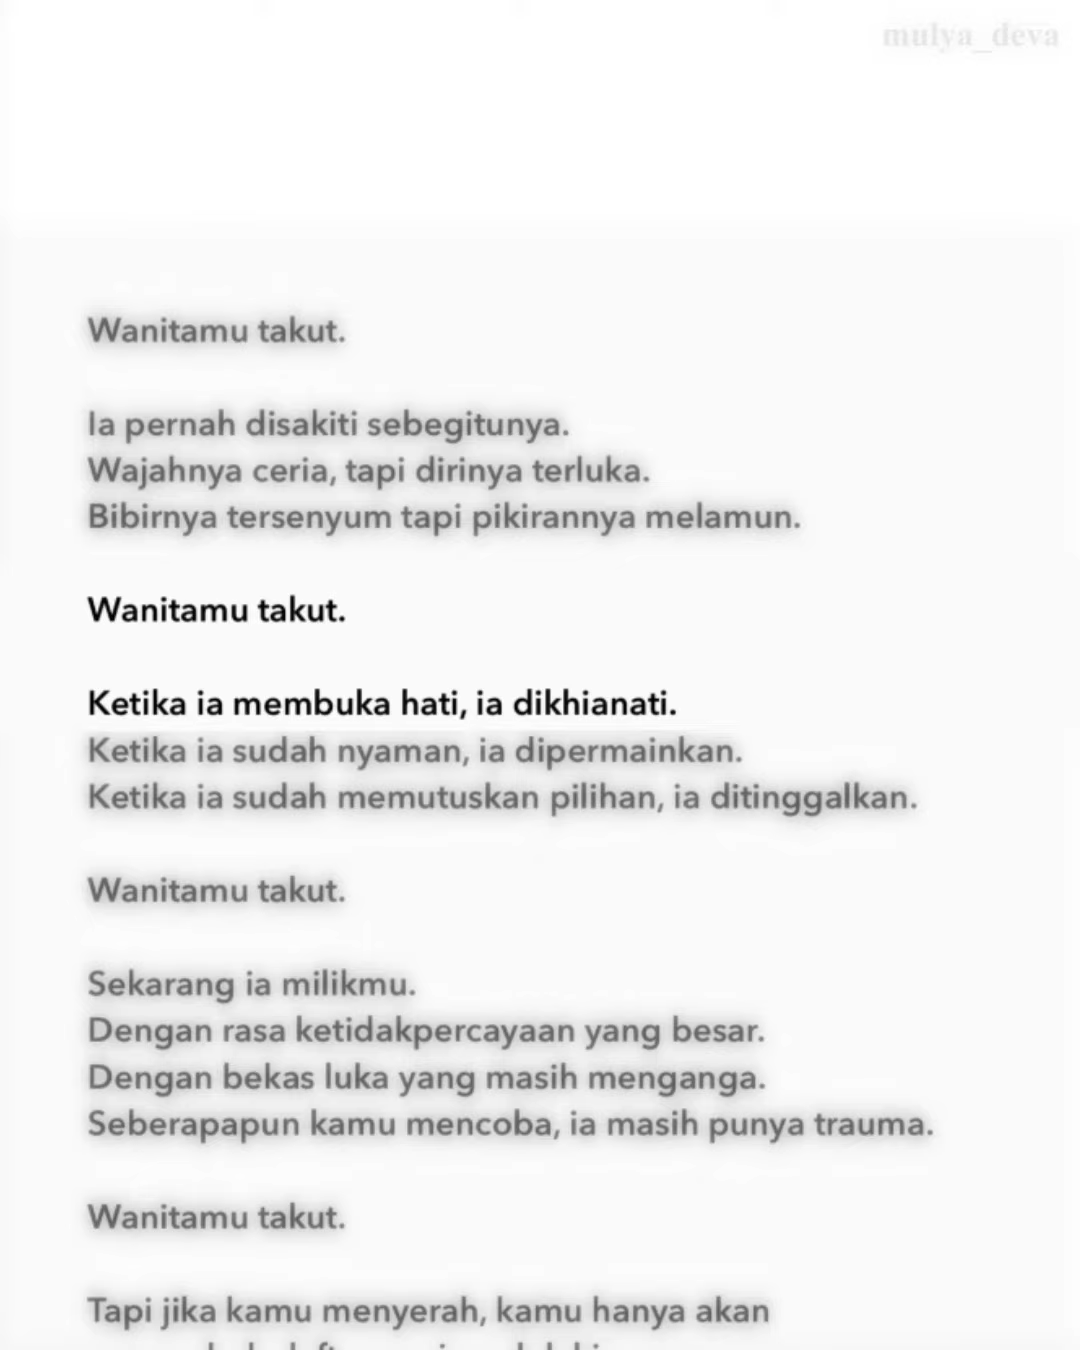 mulya_deva
Wanitamu takut.
Ia pernah disakiti sebegitunya.
Wajahnya ceria, tapi dirinya terluka.
Bibirnya tersenyum tapi pikirannya melamun.
Wanitamu takut.
Ketika ia membuka hati, ia dikhianati.
Ketika ia sudah nyaman, ia dipermainkan.
Ketika ia sudah memutuskan pilihan, ia ditinggalkan.
Wanitamu takut.
Sekarang ia milikmu.
Dengan rasa ketidakpercayaan yang besar.
Dengan bekas luka yang masih menganga.
Seberapapun kamu mencoba, ia masih punya trauma.
Wanitamu takut.
Tapi jika kamu menyerah, kamu hanya akan